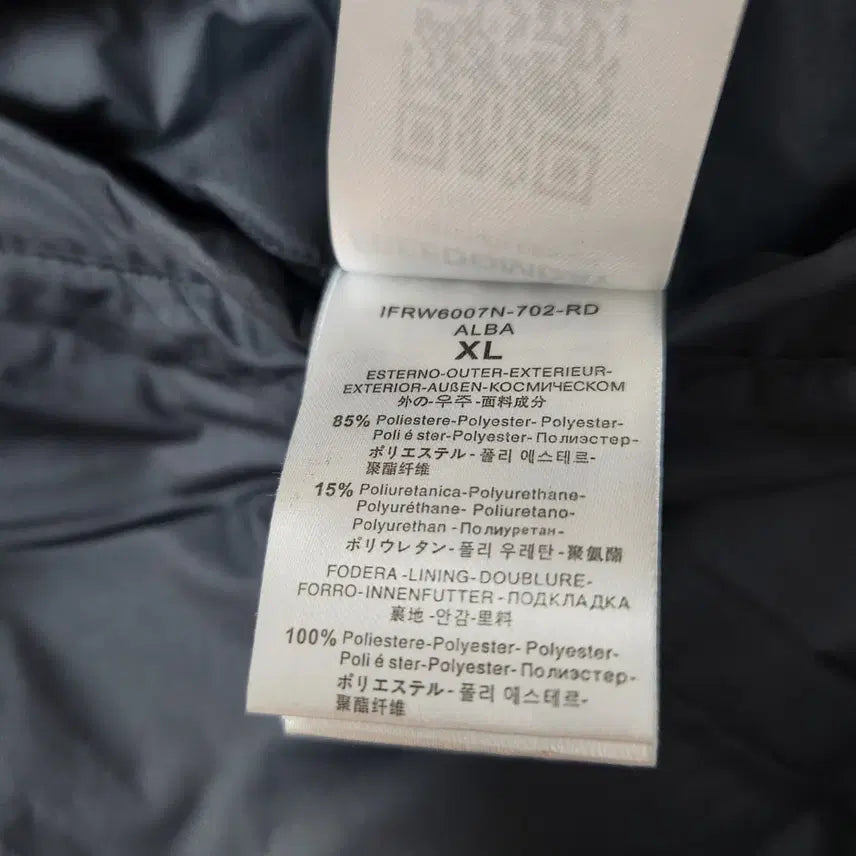 IFRW6007N-702-RD
ALBA
XL
ESTERNO-OUTER-EXTERIEUR-
EXTERIOR-AUßEN-КОСМИЧЕСКОМ
外の-우주-面料成分
85% Poliestere-Polyester- Polyester-
Poli é ster-Polyester- Полиэстер-
ポリエステル-폴리 에스테르-
聚酯纤维
15% Poliuretanica-Polyurethane-
Polyuréthane- Poliuretano-
Polyurethan -Полиуретан-
ポリウレタン-폴리 우레탄-聚氨酯
FODERA-LINING-DOUBLURE-
FORRO-INNENFUTTER-ПОДКЛАДКА
裏地-안감-里料
100% Poliestere-Polyester- Polyester-
Poli é ster-Polyester- Полиэстер-
ポリエステル-폴리 에스테르-
聚酯纤维